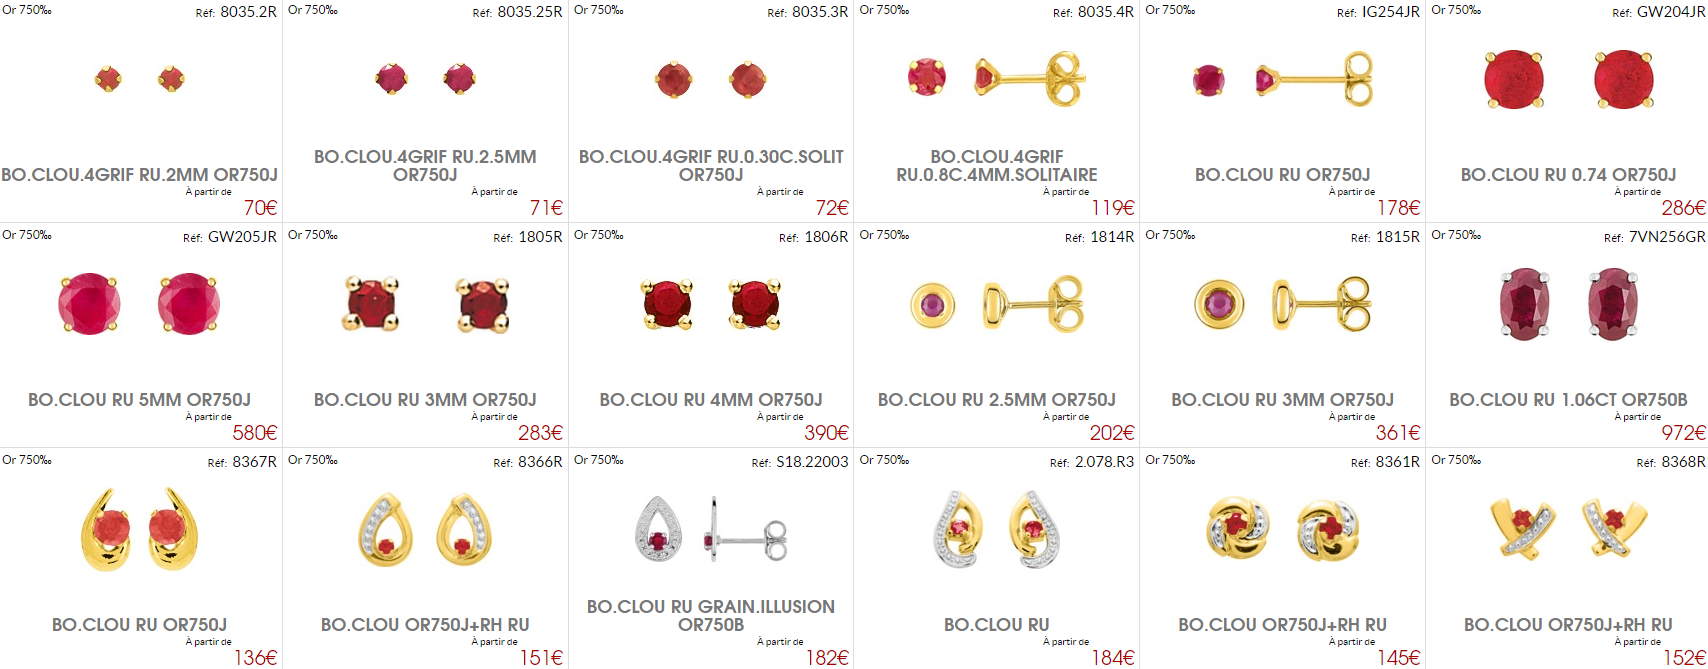 Or 750‰ Réf: 8035.2R
BO.CLOU.4GRIF RU.2MM OR750J
À partir de
70€
Or 750‰ Réf: 8035.25R
BO.CLOU.4GRIF RU.2.5MM
OR750J
À partir de
71€
Or 750‰ Réf: 8035.3R
BO.CLOU.4GRIF RU.0.30C.SOLIT
OR750J
À partir de
72€
Or 750‰ Réf: 8035.4R
BO.CLOU.4GRIF
RU.0.8C.4MM.SOLITAIRE
À partir de
119€
Or 750‰ Réf: IG254JR
BO.CLOU RU OR750J
À partir de
178€
Or 750‰ Réf: GW204JR
BO.CLOU RU 0.74 OR750J
À partir de
286€
Or 750‰ Réf: GW205JR
BO.CLOU RU 5MM OR750J
À partir de
580€
Or 750‰ Réf: 1805R
BO.CLOU RU 3MM OR750J
À partir de
283€
Or 750‰ Réf: 1806R
BO.CLOU RU 4MM OR750J
À partir de
390€
Or 750‰ Réf: 1814R
BO.CLOU RU 2.5MM OR750J
À partir de
202€
Or 750‰ Réf: 1815R
BO.CLOU RU 3MM OR750J
À partir de
361€
Or 750‰ Réf: 7VN256GR
BO.CLOU RU 1.06CT OR750B
À partir de
972€
Or 750‰ Réf: 8367R
BO.CLOU RU OR750J
À partir de
136€
Or 750‰ Réf: 8366R
BO.CLOU OR750J+RH RU
À partir de
151€
Or 750‰ Réf: S18.22003
BO.CLOU RU GRAIN.ILLUSION
OR750B
À partir de
182€
Or 750‰ Réf: 2.078.R3
BO.CLOU RU
À partir de
184€
Or 750‰ Réf: 8361R
BO.CLOU OR750J+RH RU
À partir de
145€
Or 750‰ Réf: 8368R
BO.CLOU OR750J+RH RU
À partir de
152€